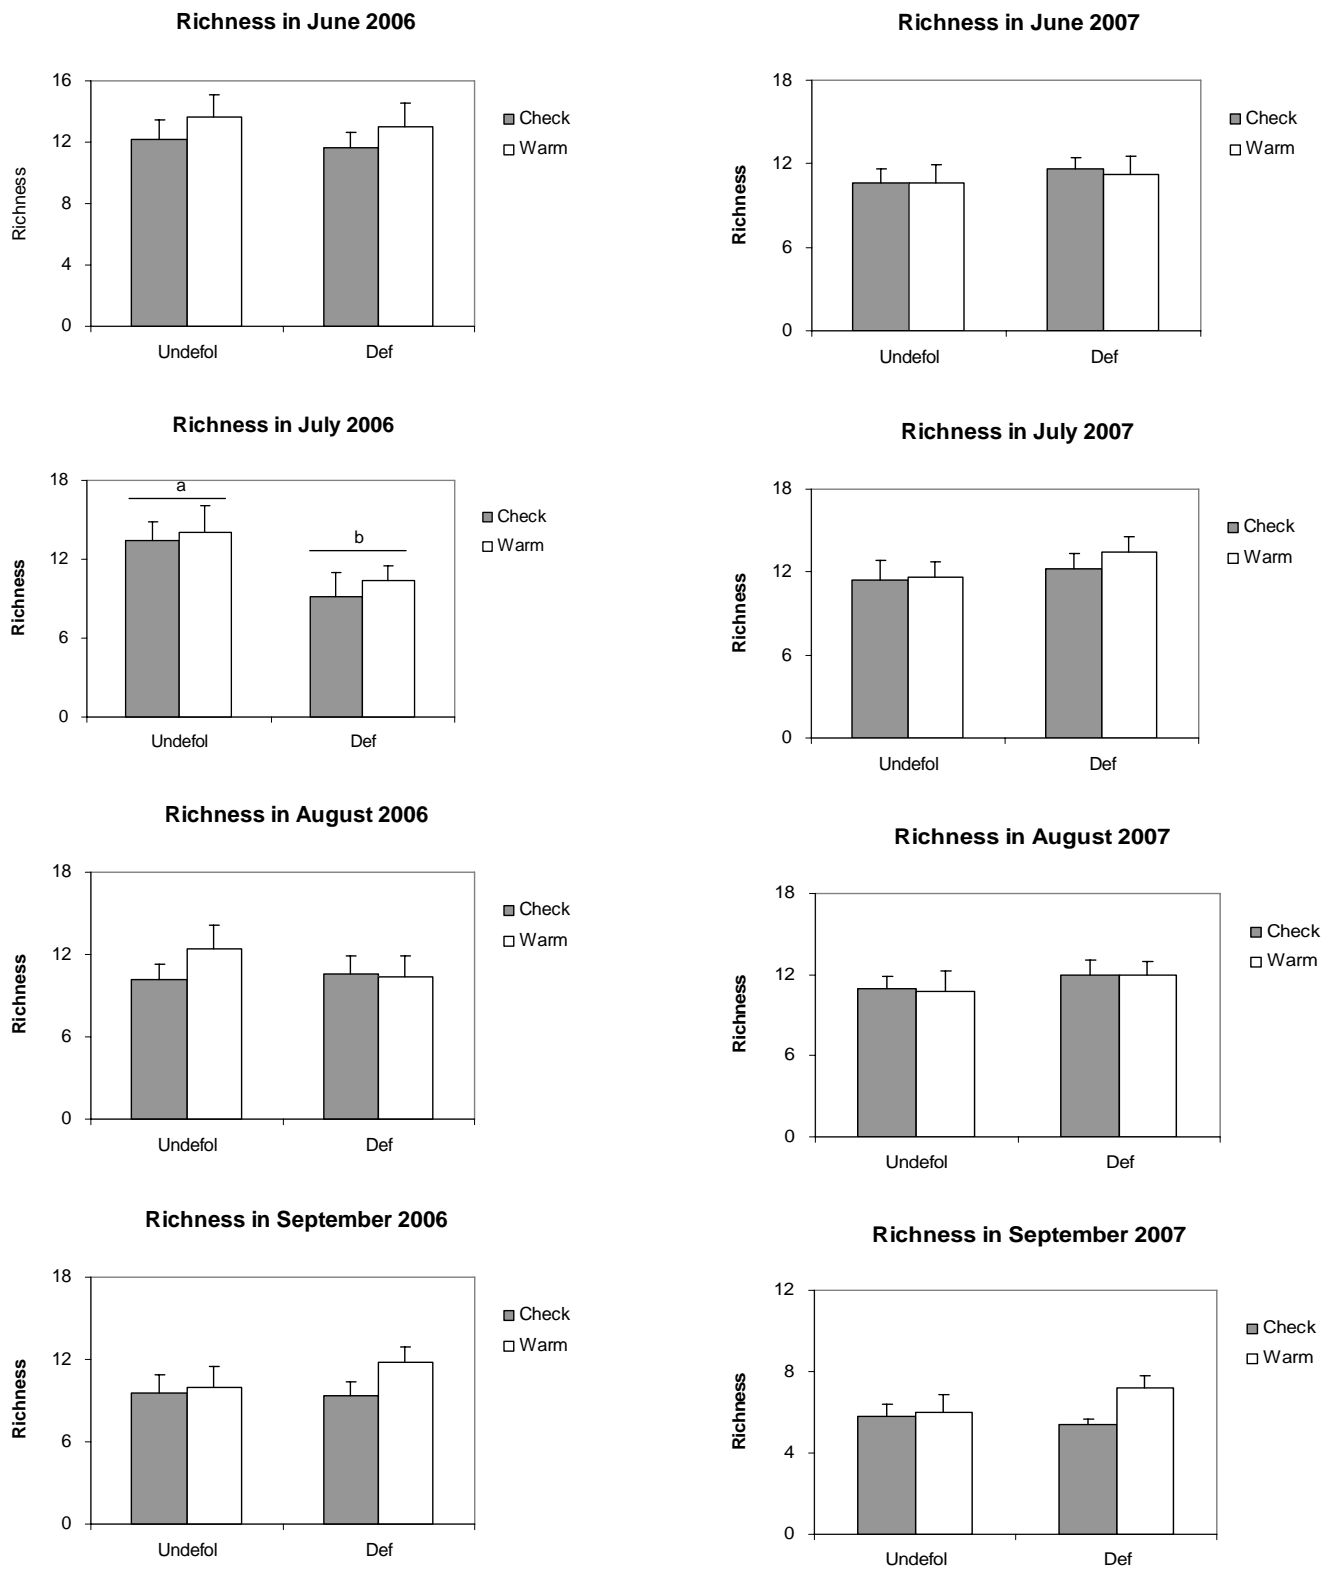 Richness in June 2006
16
12
8
4
0
Richness
Undefol
Def
Check
Warm
Richness in June 2007
18
12
6
0
Richness
Undefol
Def
Check
Warm
Richness in July 2006
18
12
6
0
Richness
a
b
Undefol
Def
Check
Warm
Richness in July 2007
18
12
6
0
Richness
Undefol
Def
Check
Warm
Richness in August 2006
18
12
6
0
Richness
Undefol
Def
Check
Warm
Richness in August 2007
18
12
6
0
Richness
Undefol
Def
Check
Warm
Richness in September 2006
18
12
6
0
Richness
Undefol
Def
Check
Warm
Richness in September 2007
12
8
4
0
Richness
Undefol
Def
Check
Warm